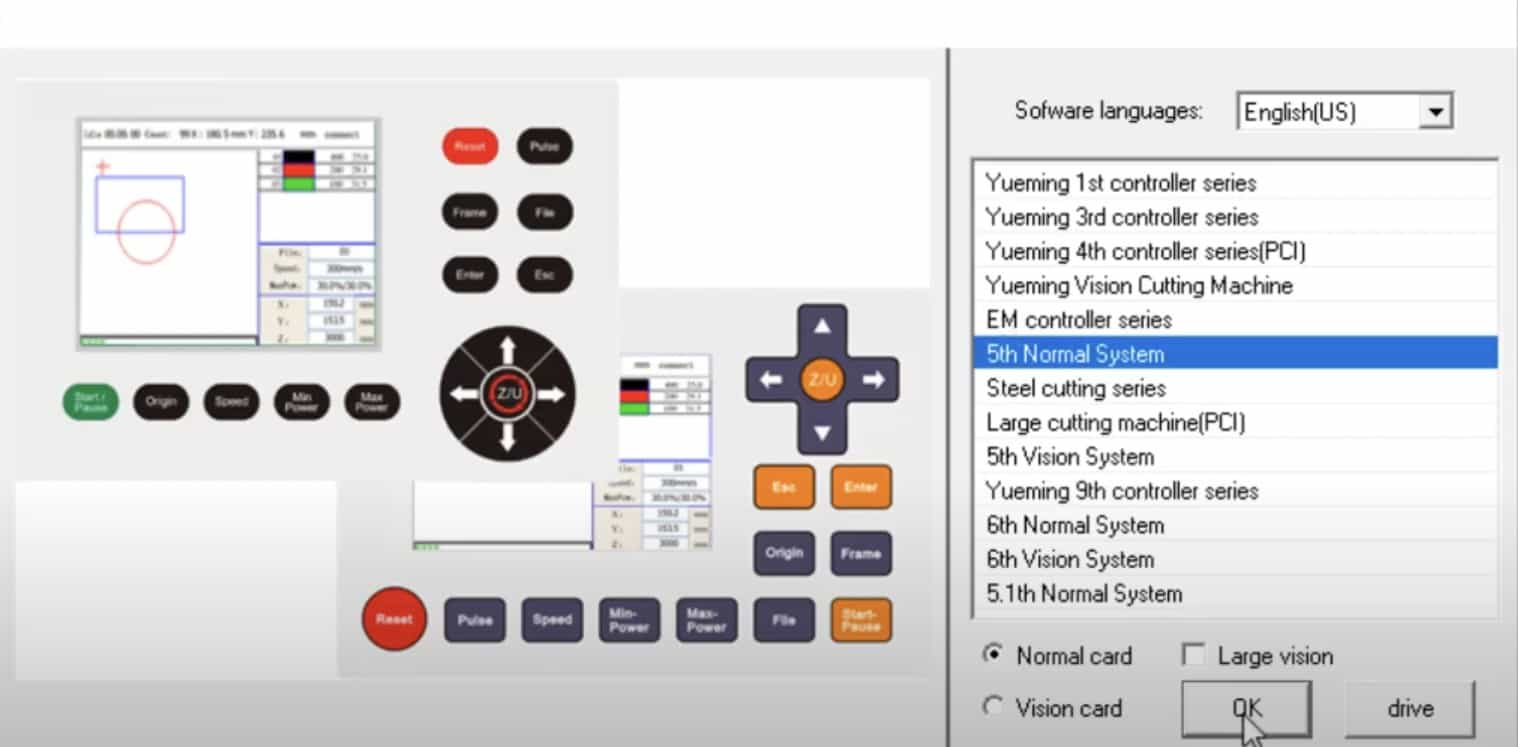 Sofware languages: English(US)
Reset Pulse
Frame File
Enter Esc
Z/U
Start / Pause Origin Speed Min Power Max Power
Z/U
Esc Enter
Origin Frame
Reset Pulse Speed Min-Power Max-Power File Start-Pause
Yueming 1st controller series
Yueming 3rd controller series
Yueming 4th controller series(PCI)
Yueming Vision Cutting Machine
EM controller series
5th Normal System
Steel cutting series
Large cutting machine(PCI)
5th Vision System
Yueming 9th controller series
6th Normal System
6th Vision System
5.1th Normal System
Normal card Large vision
Vision card OK drive